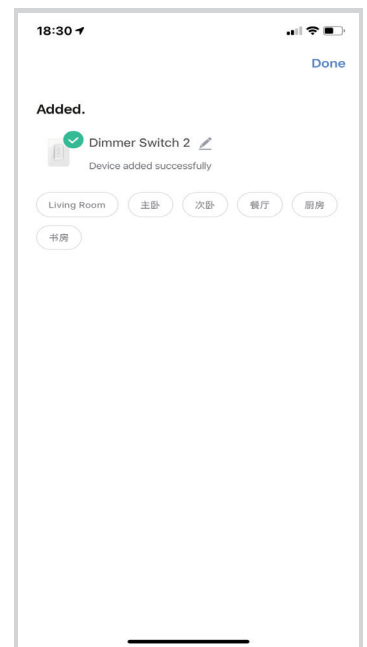 18:30
Done
Added.
Dimmer Switch 2
Device added successfully
Living Room 主卧 次卧 餐厅 厨房
书房